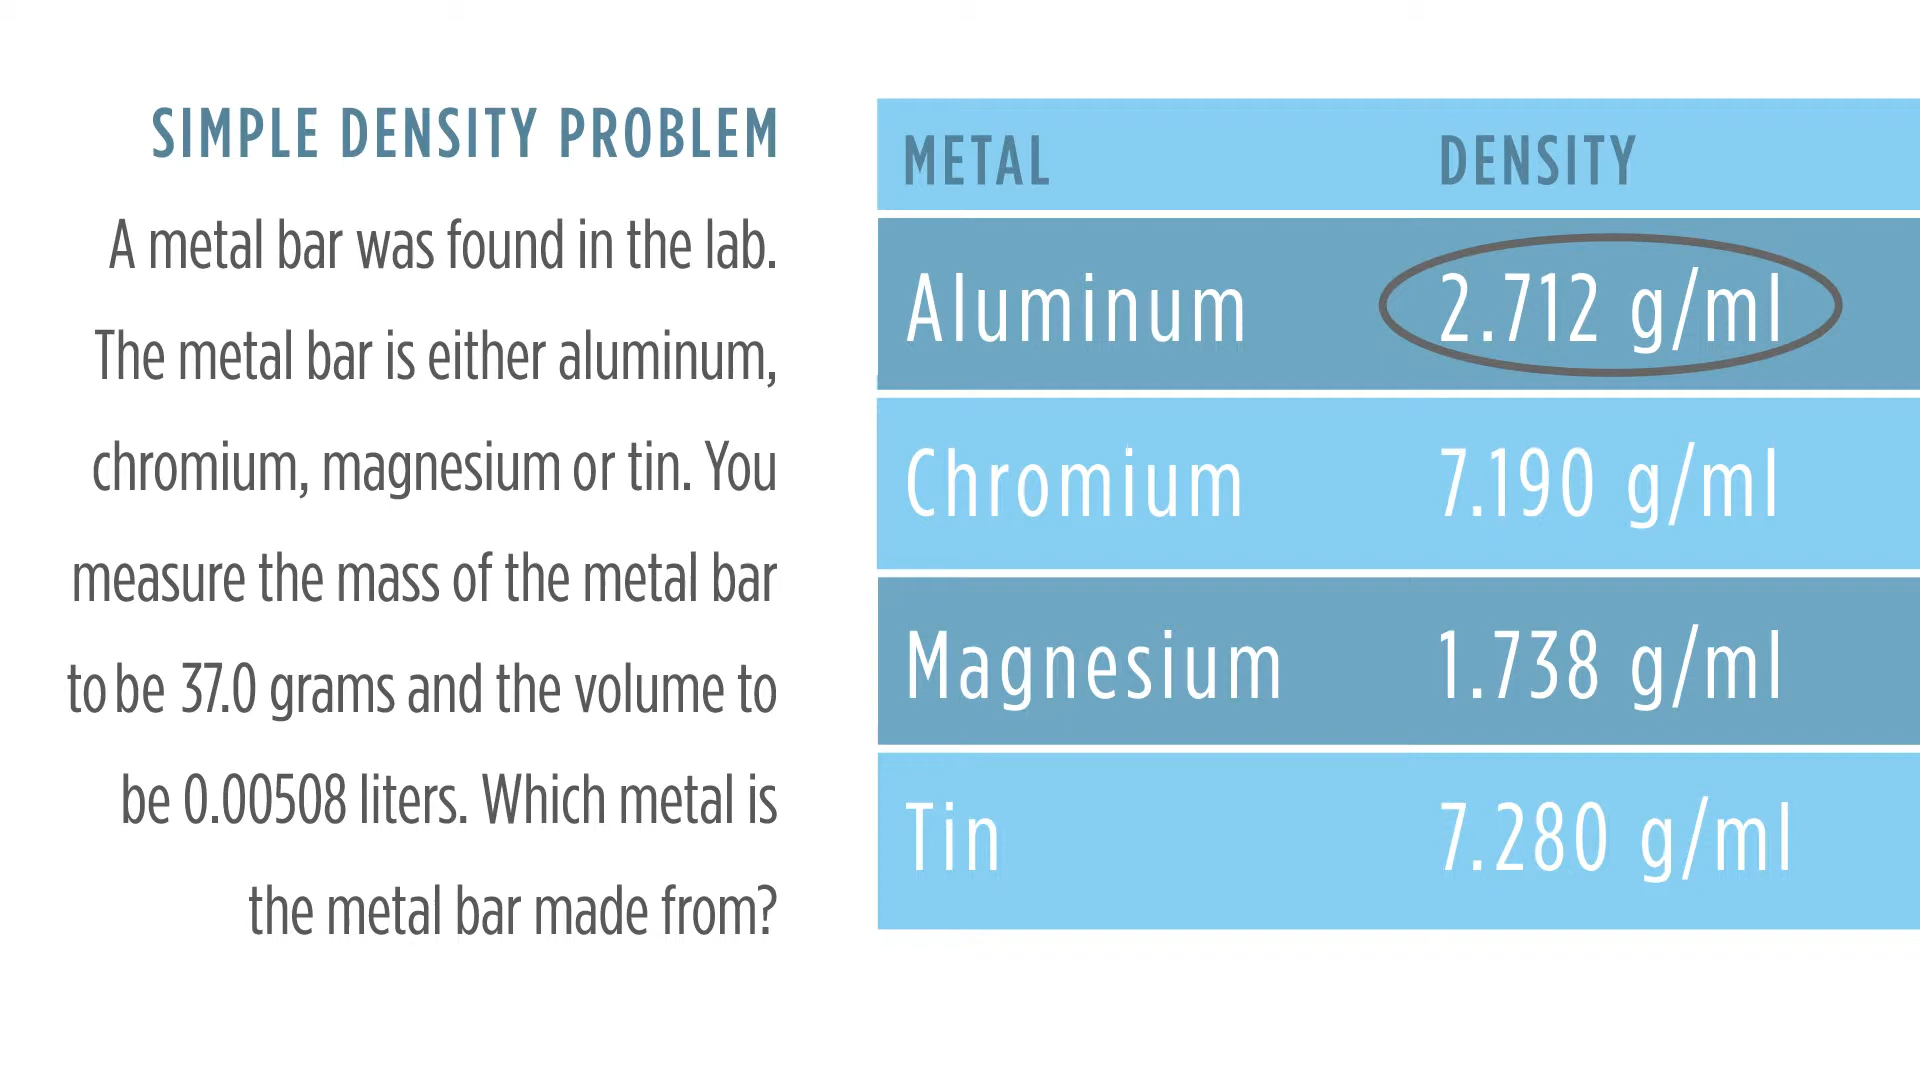 SIMPLE DENSITY PROBLEM
A metal bar was found in the lab.
The metal bar is either aluminum,
chromium, magnesium or tin. You
measure the mass of the metal bar
to be 37.0 grams and the volume to
be 0.00508 liters. Which metal is
the metal bar made from?
METAL DENSITY
Aluminum 2.712 g/ml
Chromium 7.190 g/ml
Magnesium 1.738 g/ml
Tin 7.280 g/ml